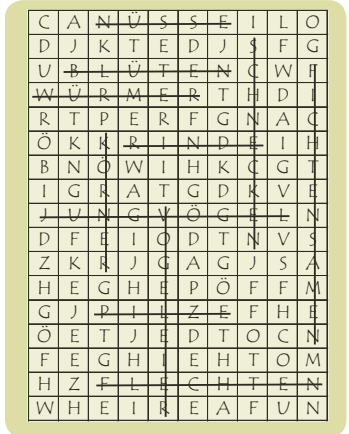 C A N Ü S S E I L O
D J K T E D J S F G
U B L Ü T E N C W F
W Ü R M E R T H D I
R T P E R F G N A C
Ö K K R I N D E I H
B N Ö W I H K C G T
I G R A T G D K V E
J U N G V Ö G E L N
D F E I O D T N V S
Z K R J G A G J S A
H E G H E P Ö F F M
G J P I L Z E F H E
Ö E T J E D T O C N
F E G H I E H T O M
H Z F L E C H T E N
W H E I R E A F U N